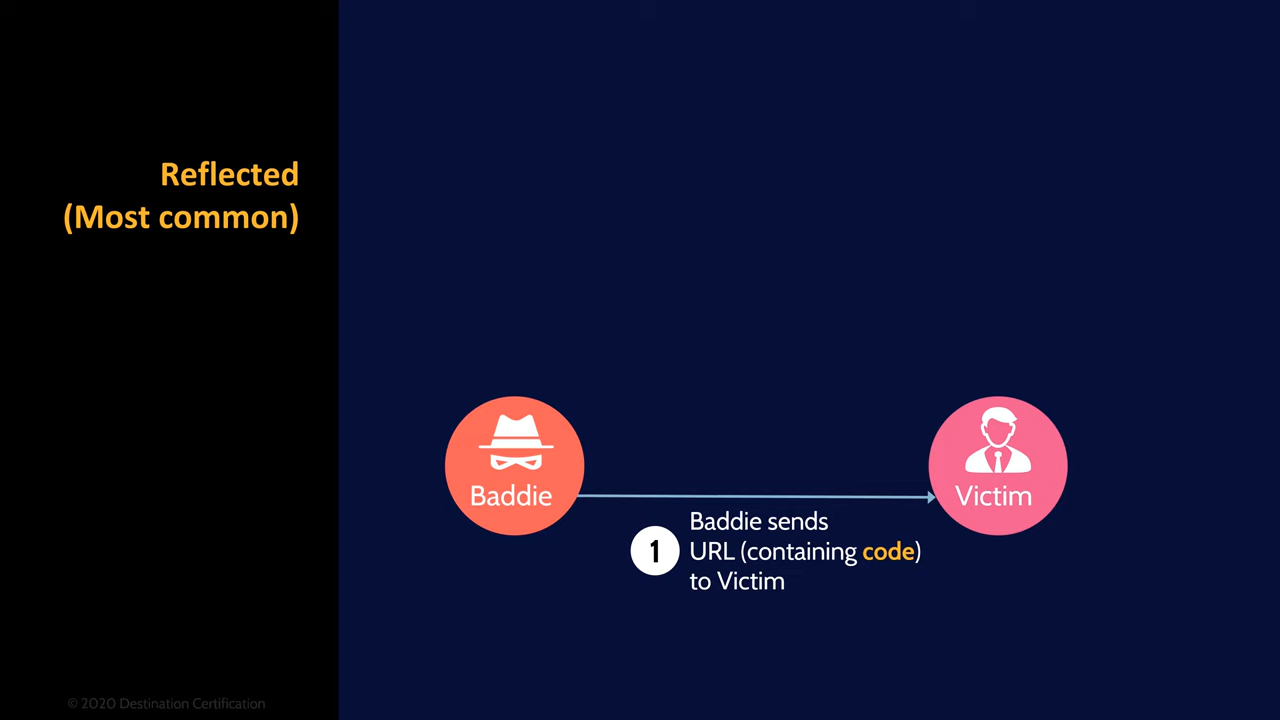 Reflected
(Most common)
Baddie
Victim
1
Baddie sends
URL (containing code)
to Victim
© 2020 Destination Certification